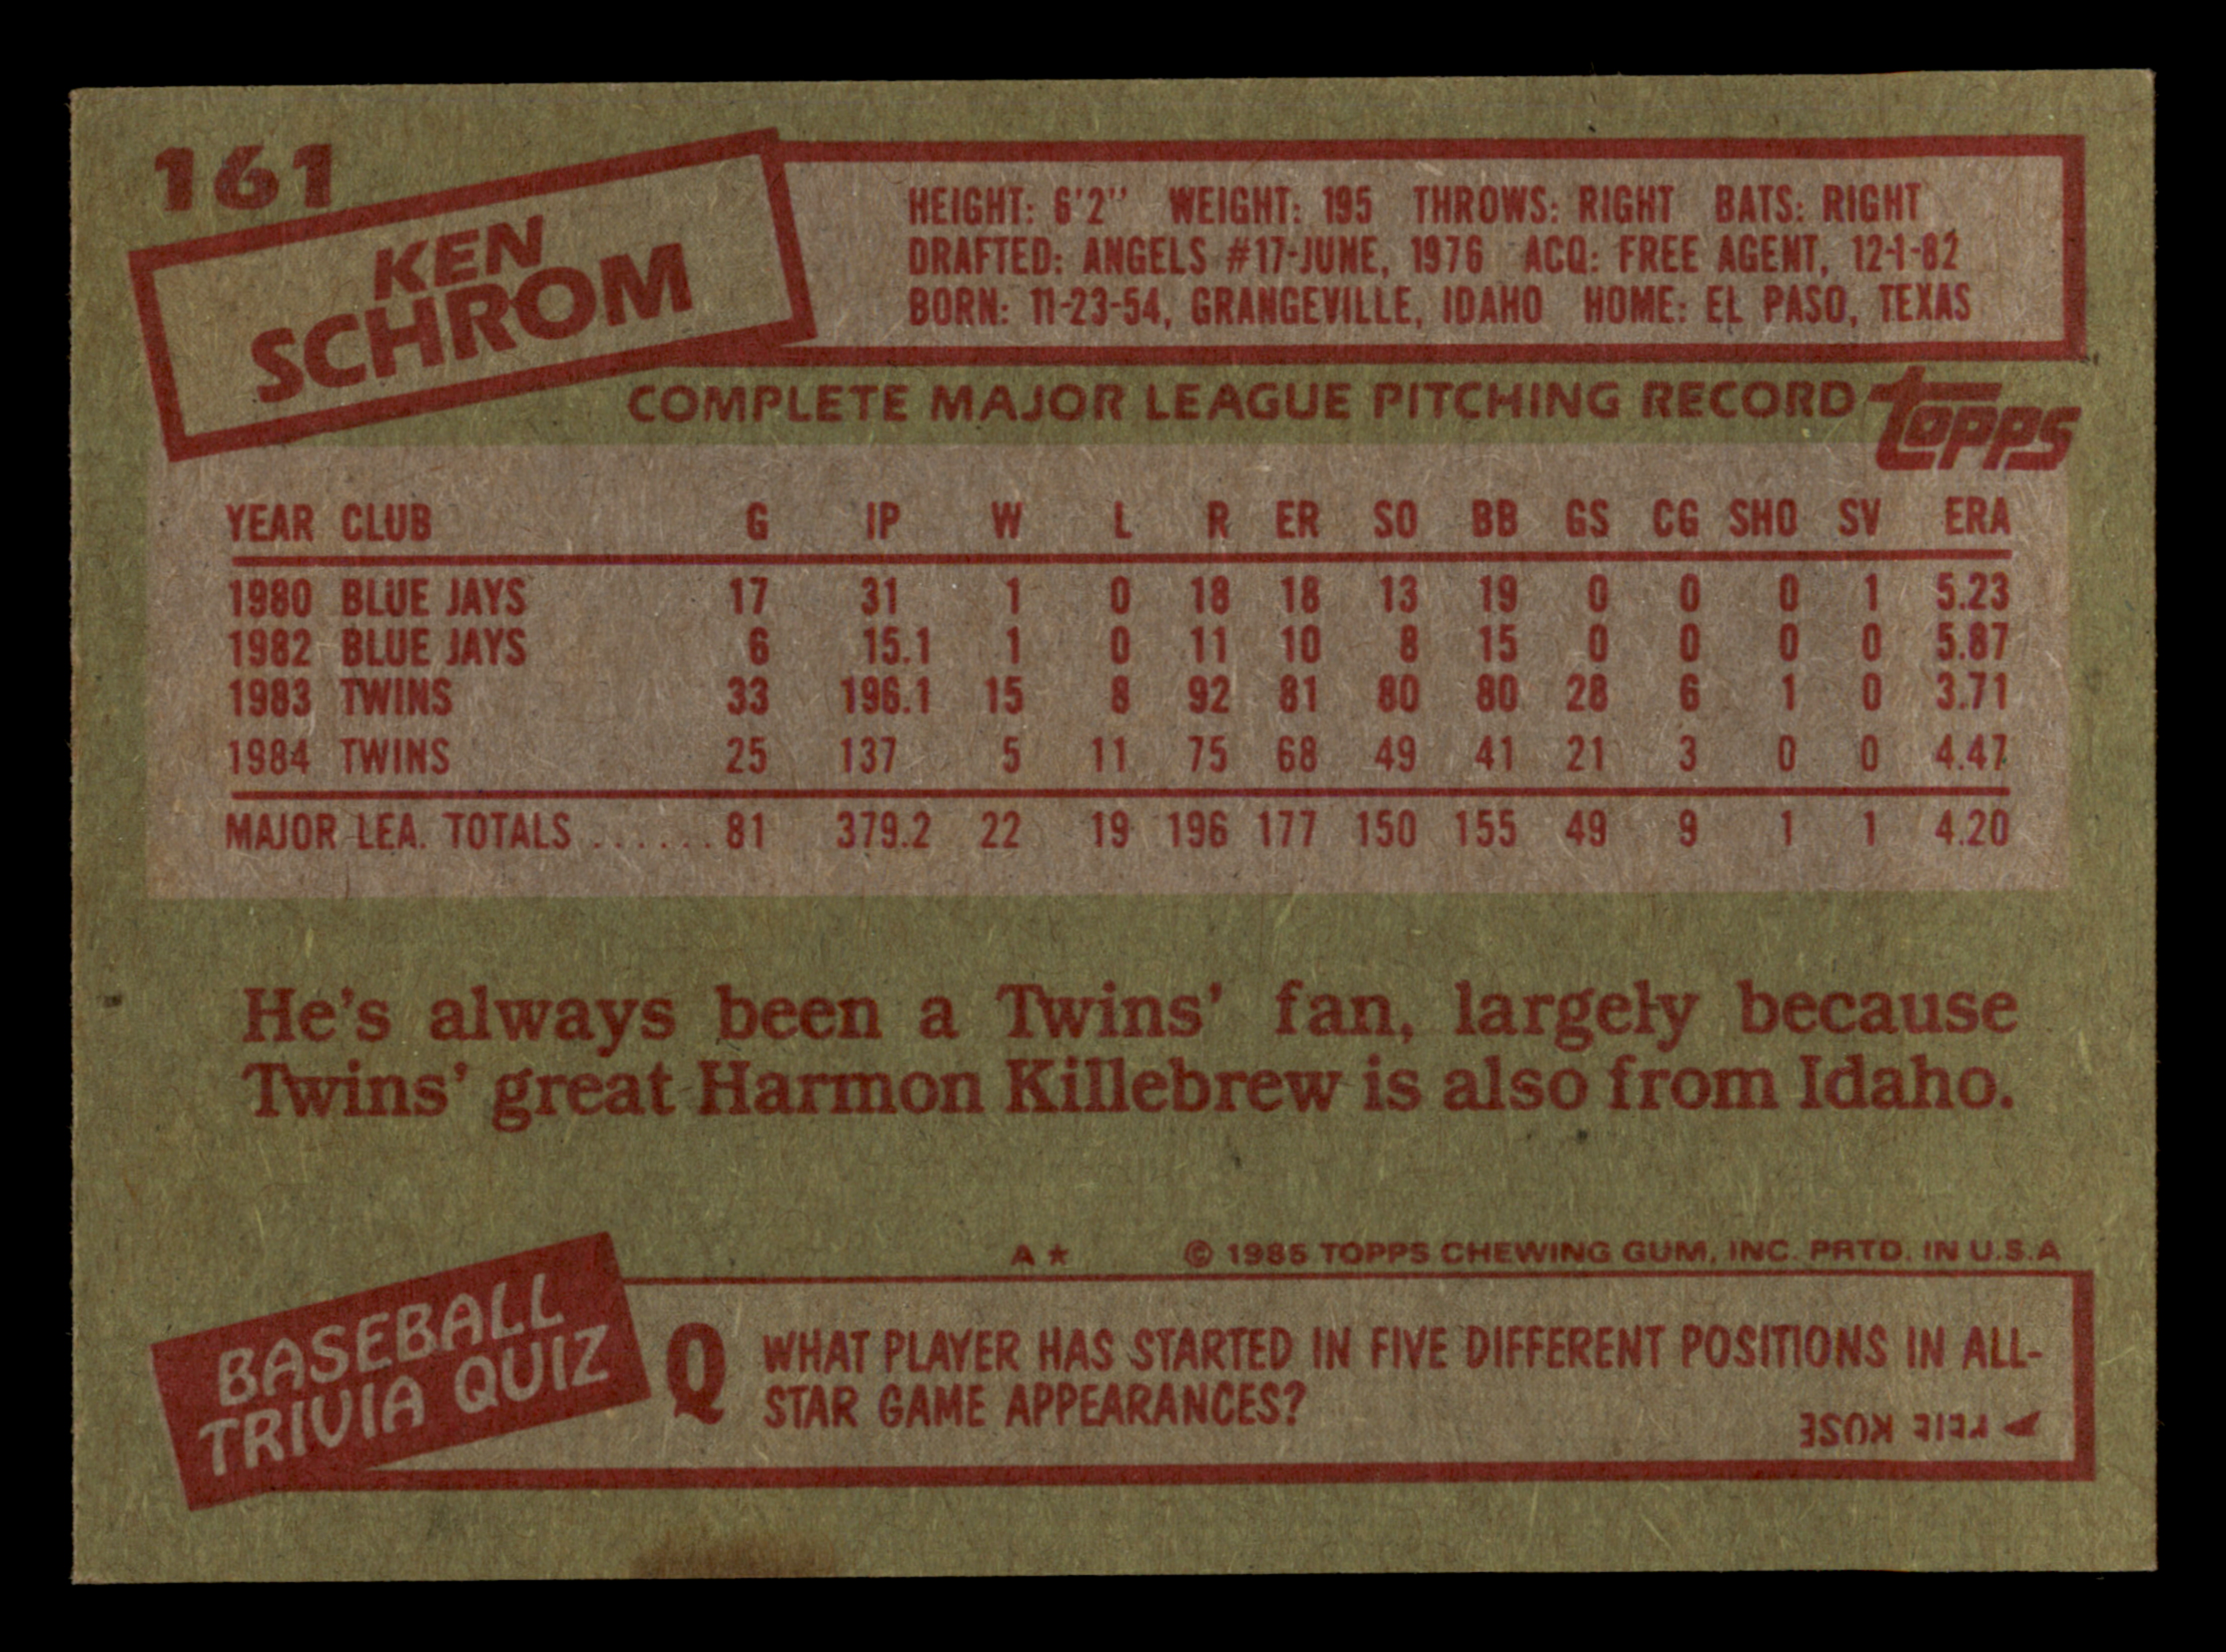 161
KEN
SCHROM
HEIGHT: 6'2" WEIGHT: 195 THROWS: RIGHT BATS: RIGHT
DRAFTED: ANGELS #17-JUNE, 1976 ACQ: FREE AGENT, 12-1-82
BORN: 11-23-54, GRANGEVILLE, IDAHO HOME: EL PASO, TEXAS
COMPLETE MAJOR LEAGUE PITCHING RECORD
topps
YEAR CLUB G IP W L R ER SO BB GS CG SHO SV ERA
1980 BLUE JAYS 17 31 1 0 18 18 13 19 0 0 0 1 5.23
1982 BLUE JAYS 6 15.1 1 0 11 10 8 15 0 0 0 0 5.87
1983 TWINS 33 196.1 15 8 92 81 80 80 28 6 1 0 3.71
1984 TWINS 25 137 5 11 75 68 49 41 21 3 0 0 4.47
MAJOR LEA. TOTALS ...... 81 379.2 22 19 196 177 150 155 49 9 1 1 4.20
He's always been a Twins' fan, largely because
Twins' great Harmon Killebrew is also from Idaho.
A ★ © 1985 TOPPS CHEWING GUM, INC. PRTD. IN U.S.A
BASEBALL
TRIVIA QUIZ
Q WHAT PLAYER HAS STARTED IN FIVE DIFFERENT POSITIONS IN ALL-
STAR GAME APPEARANCES?
PETE ROSE